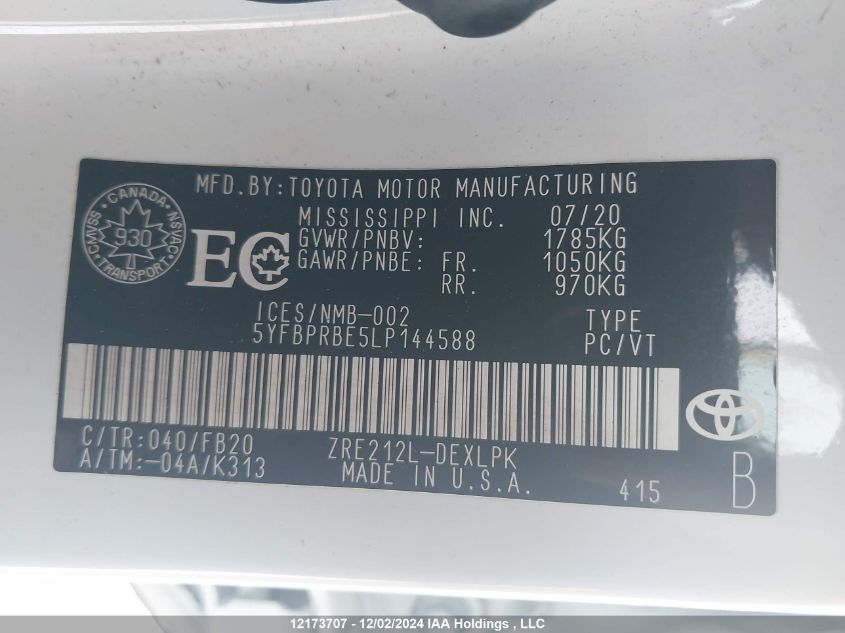 MFD.BY:TOYOTA MOTOR MANUFACTURING
MISSISSIPPI INC. 07/20
GVWR/PNBV: 1785KG
GAWR/PNBE: FR. 1050KG
RR. 970KG
CANADA
930
TRANSPORT
NSVAC
EC
ICES/NMB-002
5YFBPRBE5LP144588
TYPE
PC/VT
C/TR:040/FB20
A/TM:-04A/K313
ZRE212L-DEXLPK
MADE IN U.S.A.
415
B
12173707 - 12/02/2024 IAA Holdings , LLC